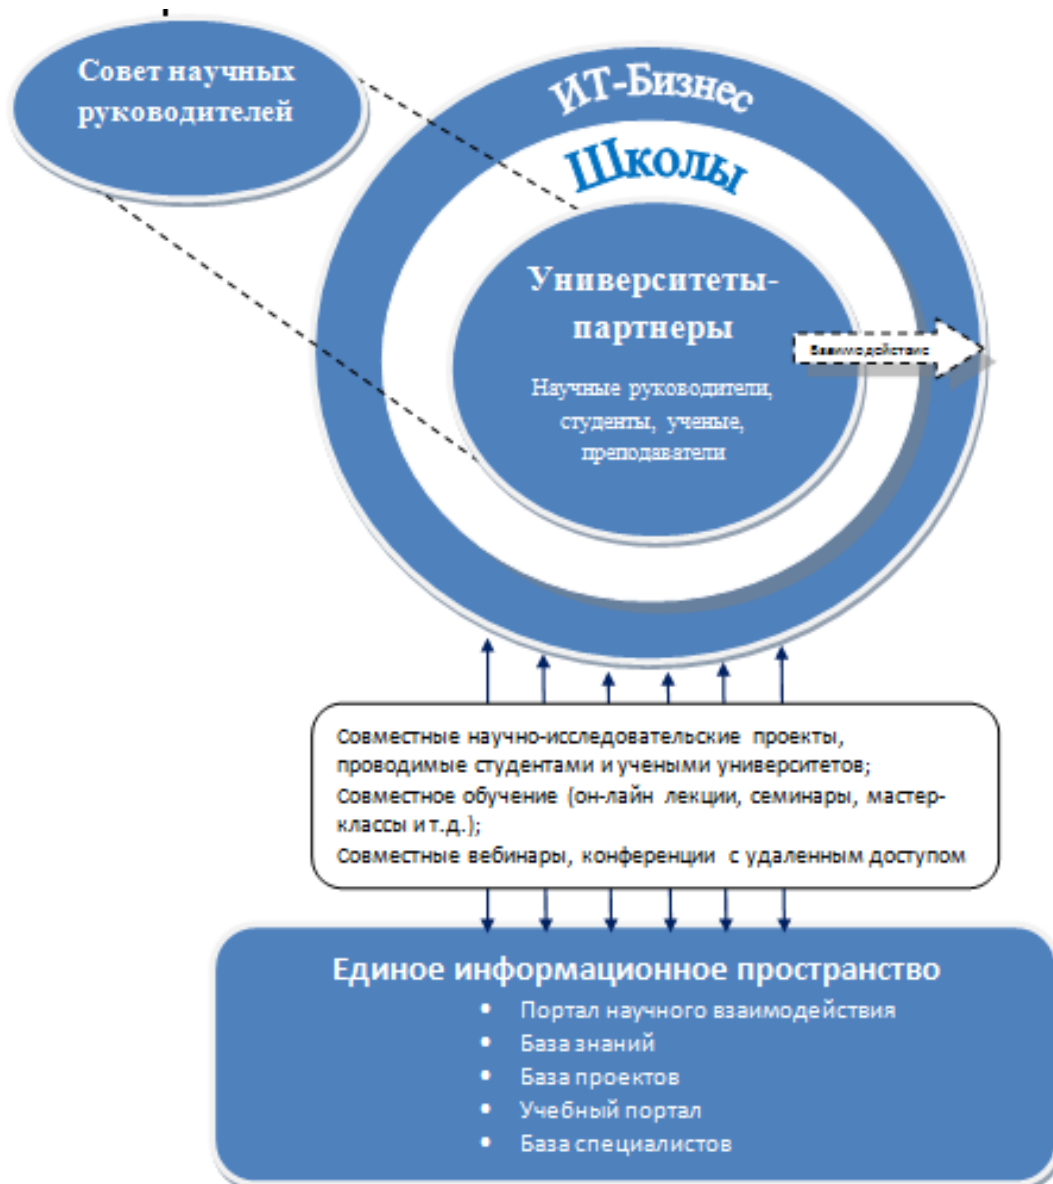 Совет научных
руководителей
ИТ-Бизнес
Школы
Университеты-
партнеры
Научные руководители,
студенты, ученые,
преподаватели
Взаимодействие
Совместные научно-исследовательские проекты,
проводимые студентами и учеными университетов;
Совместное обучение (он-лайн лекции, семинары, мастер-
классы и т.д.);
Совместные вебинары, конференции с удаленным доступом
Единое информационное пространство
• Портал научного взаимодействия
• База знаний
• База проектов
• Учебный портал
• База специалистов